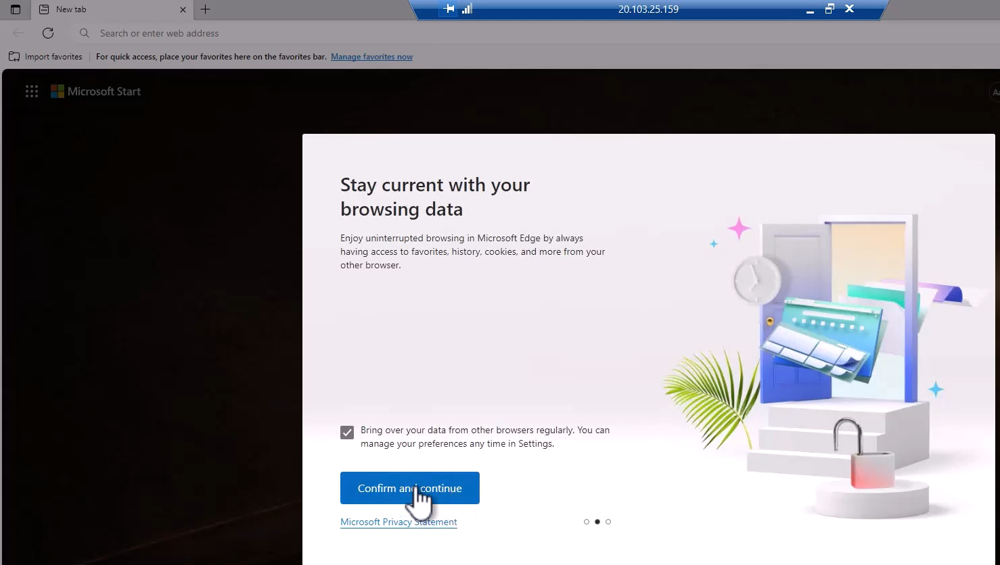 New tab
20.103.25.159
Search or enter web address
Import favorites
For quick access, place your favorites here on the favorites bar. Manage favorites now
Microsoft Start
Stay current with your
browsing data
Enjoy uninterrupted browsing in Microsoft Edge by always
having access to favorites, history, cookies, and more from your
other browser.
Bring over your data from other browsers regularly. You can
manage your preferences any time in Settings.
Confirm and continue
Microsoft Privacy Statement